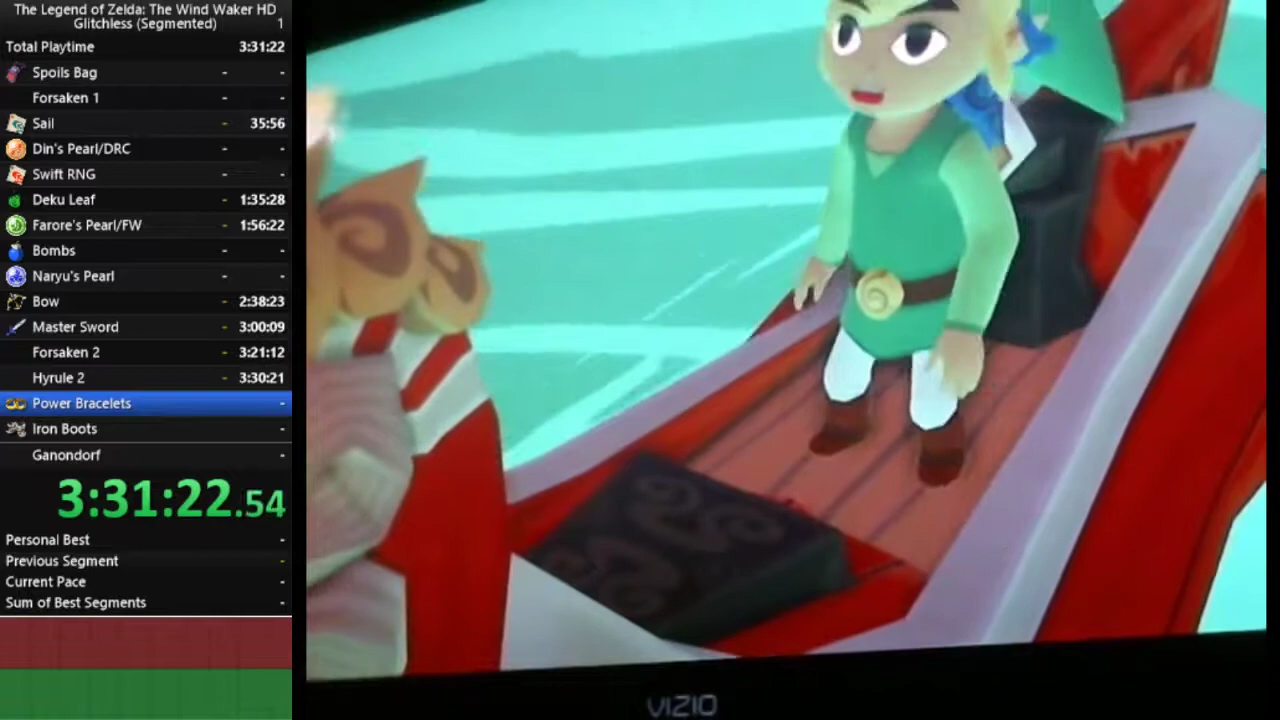 The Legend of Zelda: The Wind Waker HD
Glitchless (Segmented) 1
Total Playtime 3:31:22
Spoils Bag - -
Forsaken 1 - -
Sail - 35:56
Din's Pearl/DRC - -
Swift RNG - -
Deku Leaf - 1:35:28
Farore's Pearl/FW - 1:56:22
Bombs - -
Naryu's Pearl - -
Bow - 2:38:23
Master Sword - 3:00:09
Forsaken 2 - 3:21:12
Hyrule 2 - 3:30:21
Power Bracelets -
Iron Boots -
Ganondorf -
3:31:22.54
Personal Best -
Previous Segment -
Current Pace -
Sum of Best Segments -
VIZIO